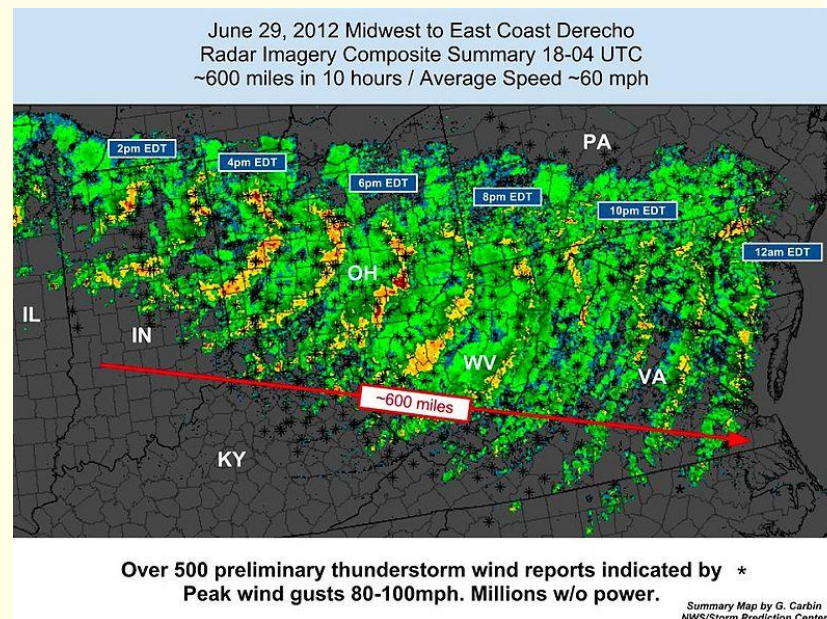 June 29, 2012 Midwest to East Coast Derecho
Radar Imagery Composite Summary 18-04 UTC
~600 miles in 10 hours / Average Speed ~60 mph
PA
2pm EDT
4pm EDT
6pm EDT
8pm EDT
10pm EDT
12am EDT
OH
IL
IN
WV
VA
~600 miles
KY
Over 500 preliminary thunderstorm wind reports indicated by *
Peak wind gusts 80-100mph. Millions w/o power.
Summary Map by G. Carbin
NWS/Storm Prediction Center